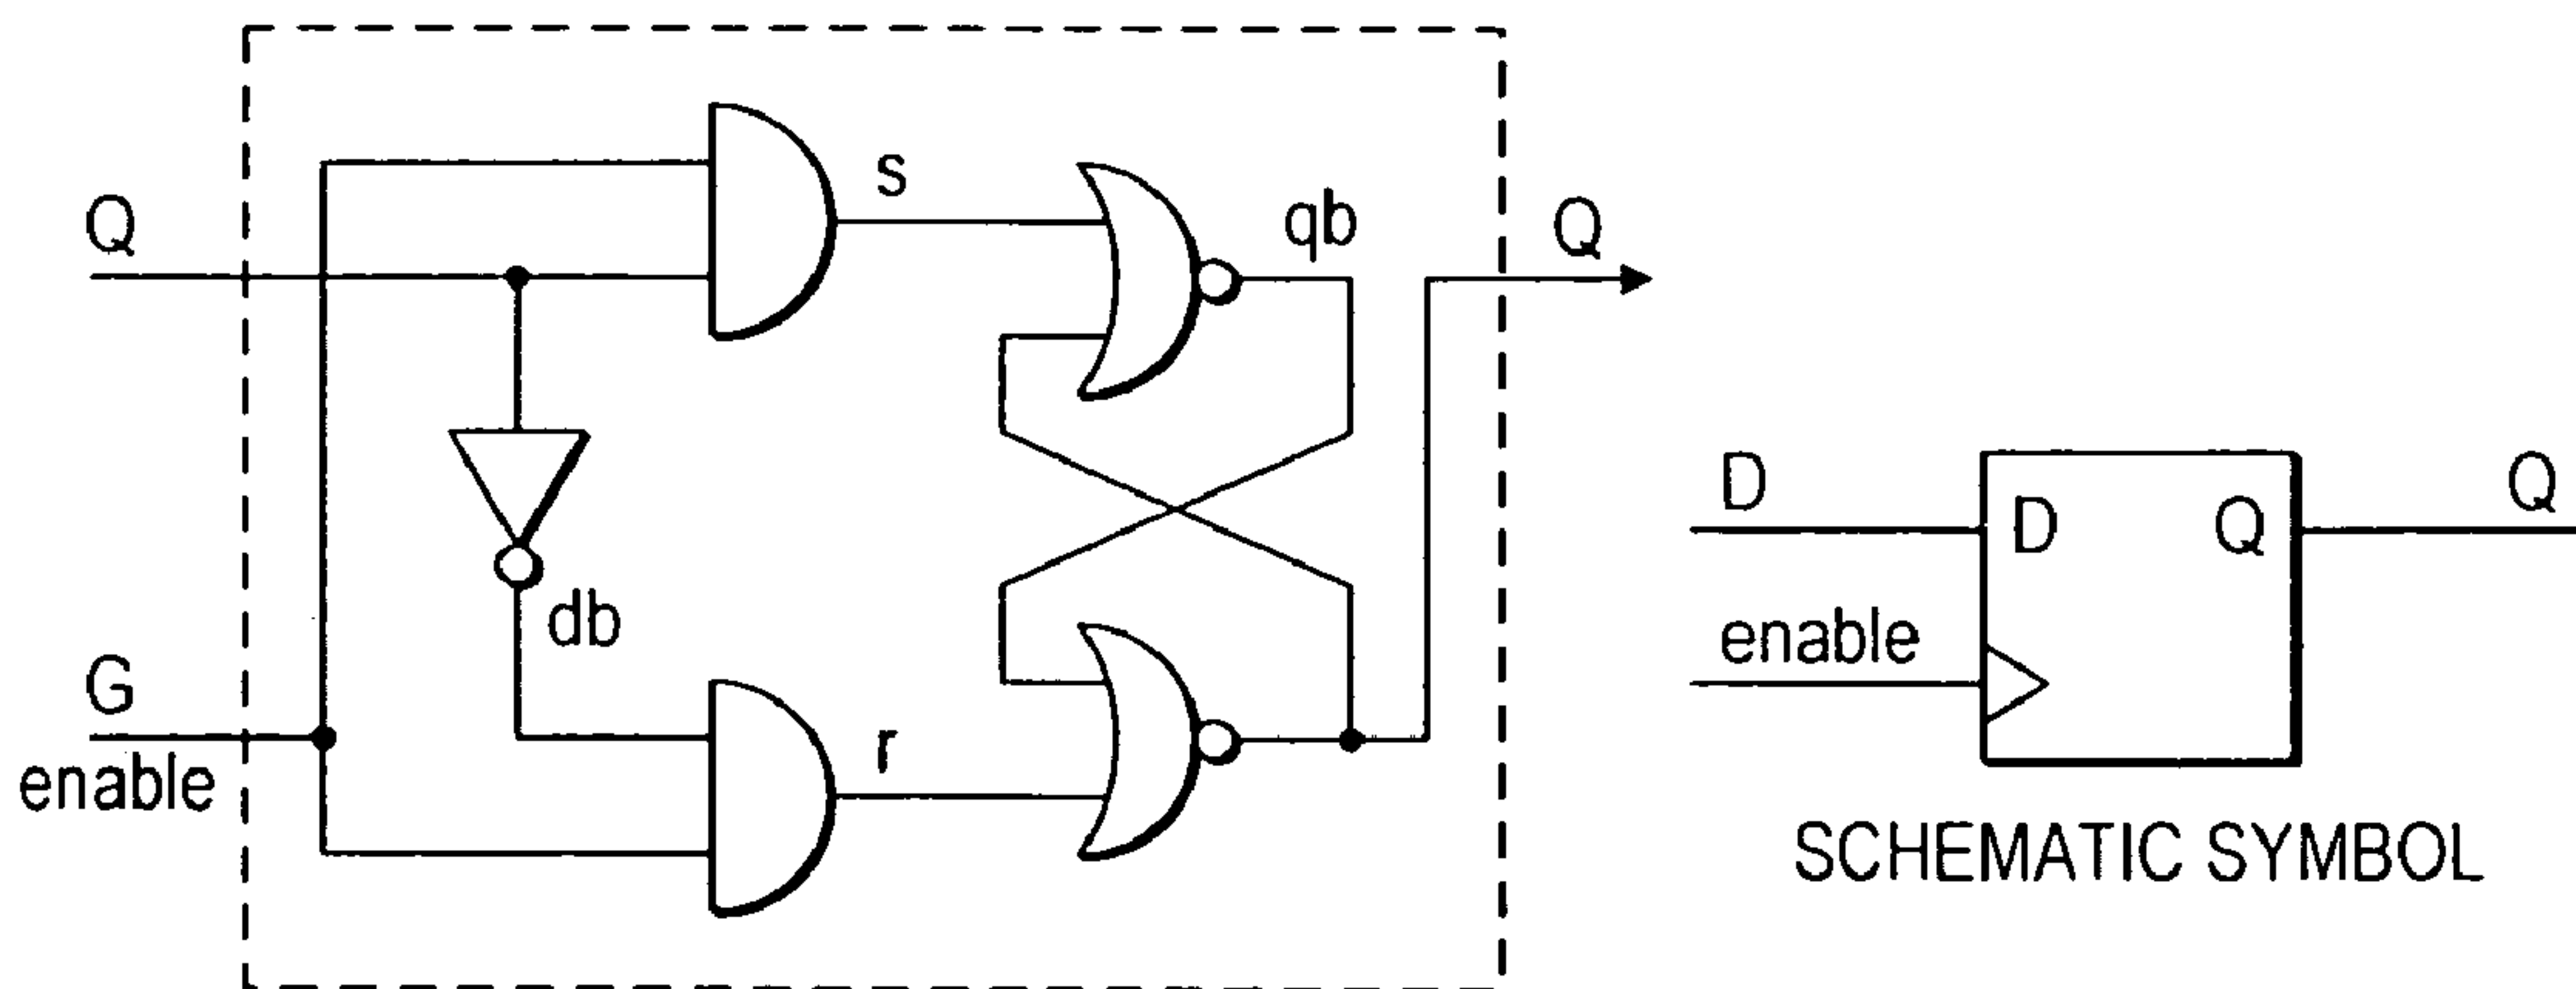 Q
s
qb
Q
db
G
enable
r
D
D
Q
Q
enable
SCHEMATIC SYMBOL